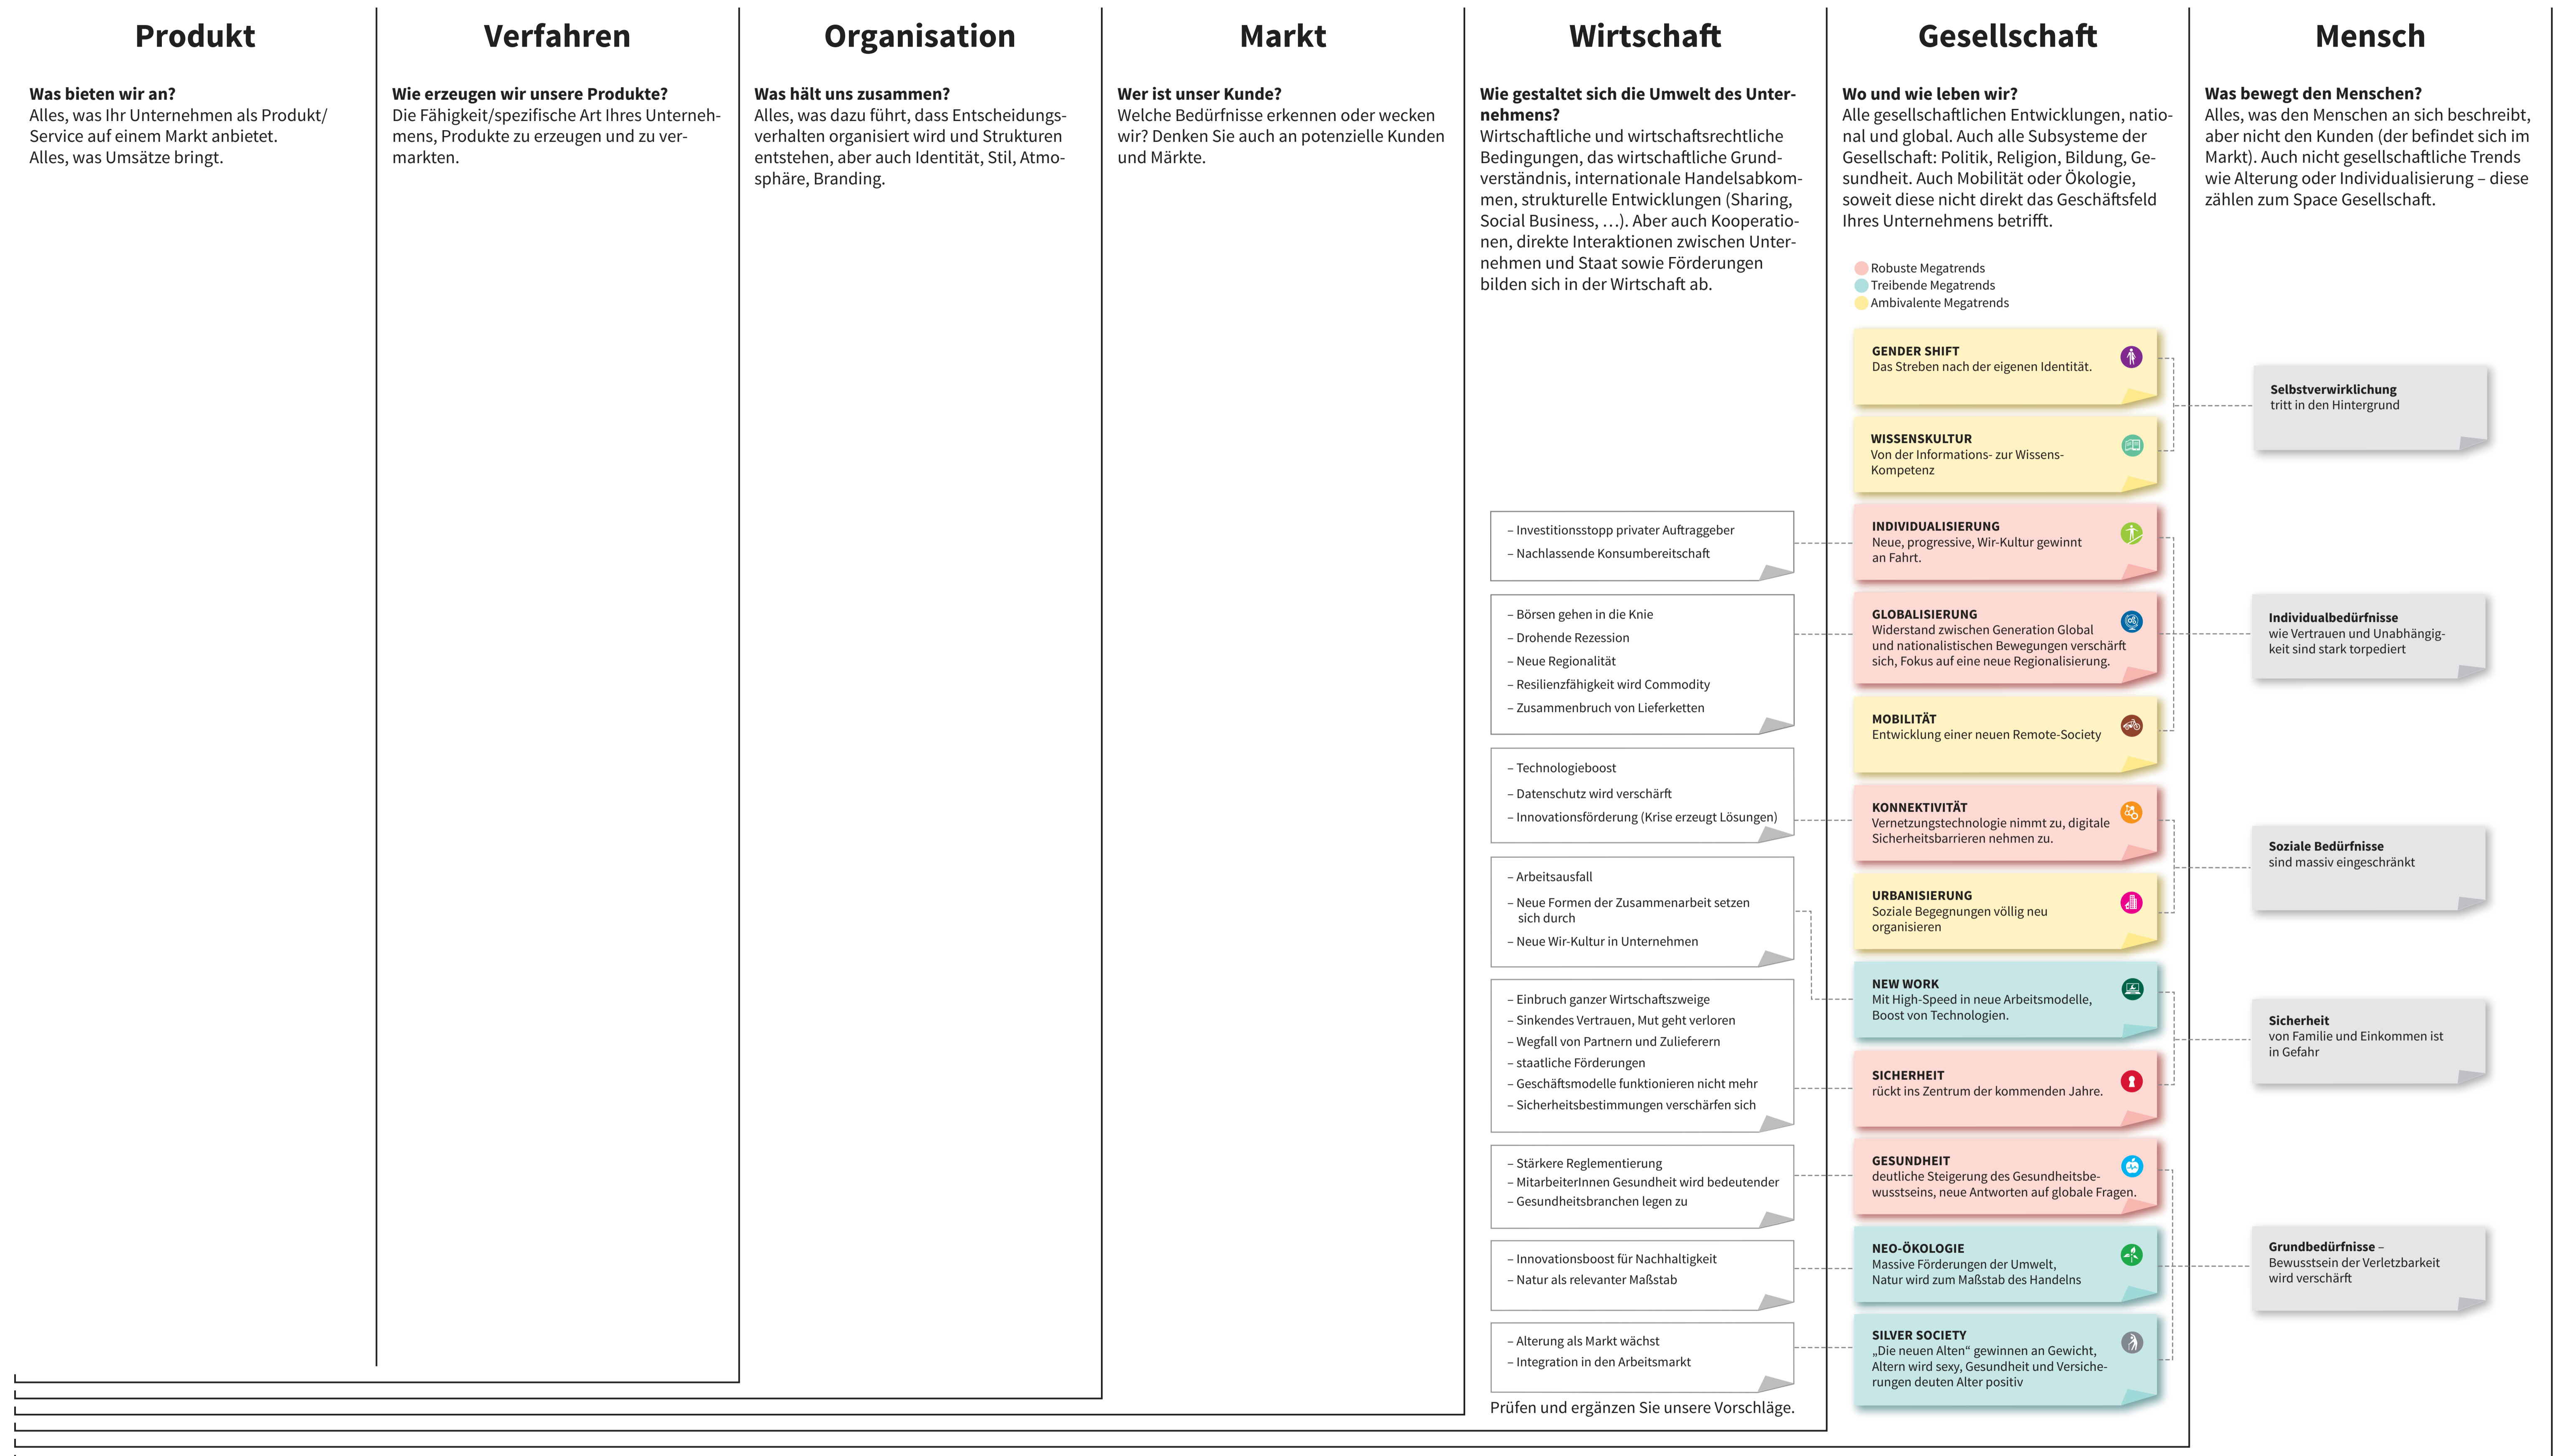 Produkt
Was bieten wir an?
Alles, was Ihr Unternehmen als Produkt/
Service auf einem Markt anbietet.
Alles, was Umsätze bringt.
Verfahren
Wie erzeugen wir unsere Produkte?
Die Fähigkeit/spezifische Art Ihres Unterneh-
mens, Produkte zu erzeugen und zu ver-
markten.
Organisation
Was hält uns zusammen?
Alles, was dazu führt, dass Entscheidungs-
verhalten organisiert wird und Strukturen
entstehen, aber auch Identität, Stil, Atmo-
sphäre, Branding.
Markt
Wer ist unser Kunde?
Welche Bedürfnisse erkennen oder wecken
wir? Denken Sie auch an potenzielle Kunden
und Märkte.
Wirtschaft
Wie gestaltet sich die Umwelt des Unter-
nehmens?
Wirtschaftliche und wirtschaftsrechtliche
Bedingungen, das wirtschaftliche Grund-
verständnis, internationale Handelsabkom-
men, strukturelle Entwicklungen (Sharing,
Social Business, …). Aber auch Kooperatio-
nen, direkte Interaktionen zwischen Unter-
nehmen und Staat sowie Förderungen
bilden sich in der Wirtschaft ab.
– Investitionsstopp privater Auftraggeber
– Nachlassende Konsumbereitschaft
– Börsen gehen in die Knie
– Drohende Rezession
– Neue Regionalität
– Resilienzfähigkeit wird Commodity
– Zusammenbruch von Lieferketten
– Technologieboost
– Datenschutz wird verschärft
– Innovationsförderung (Krise erzeugt Lösungen)
– Arbeitsausfall
– Neue Formen der Zusammenarbeit setzen
sich durch
– Neue Wir-Kultur in Unternehmen
– Einbruch ganzer Wirtschaftszweige
– Sinkendes Vertrauen, Mut geht verloren
– Wegfall von Partnern und Zulieferern
– staatliche Förderungen
– Geschäftsmodelle funktionieren nicht mehr
– Sicherheitsbestimmungen verschärfen sich
– Stärkere Reglementierung
– MitarbeiterInnen Gesundheit wird bedeutender
– Gesundheitsbranchen legen zu
– Innovationsboost für Nachhaltigkeit
– Natur als relevanter Maßstab
– Alterung als Markt wächst
– Integration in den Arbeitsmarkt
Prüfen und ergänzen Sie unsere Vorschläge.
Gesellschaft
Wo und wie leben wir?
Alle gesellschaftlichen Entwicklungen, natio-
nal und global. Auch alle Subsysteme der
Gesellschaft: Politik, Religion, Bildung, Ge-
sundheit. Auch Mobilität oder Ökologie,
soweit diese nicht direkt das Geschäftsfeld
Ihres Unternehmens betrifft.
Robuste Megatrends
Treibende Megatrends
Ambivalente Megatrends
GENDER SHIFT
Das Streben nach der eigenen Identität.
WISSENSKULTUR
Von der Informations- zur Wissens-
Kompetenz
INDIVIDUALISIERUNG
Neue, progressive, Wir-Kultur gewinnt
an Fahrt.
GLOBALISIERUNG
Widerstand zwischen Generation Global
und nationalistischen Bewegungen verschärft
sich, Fokus auf eine neue Regionalisierung.
MOBILITÄT
Entwicklung einer neuen Remote-Society
KONNEKTIVITÄT
Vernetzungstechnologie nimmt zu, digitale
Sicherheitsbarrieren nehmen zu.
URBANISIERUNG
Soziale Begegnungen völlig neu
organisieren
NEW WORK
Mit High-Speed in neue Arbeitsmodelle,
Boost von Technologien.
SICHERHEIT
rückt ins Zentrum der kommenden Jahre.
GESUNDHEIT
deutliche Steigerung des Gesundheitsbe-
wusstseins, neue Antworten auf globale Fragen.
NEO-ÖKOLOGIE
Massive Förderungen der Umwelt,
Natur wird zum Maßstab des Handelns
SILVER SOCIETY
„Die neuen Alten“ gewinnen an Gewicht,
Altern wird sexy, Gesundheit und Versiche-
rungen deuten Alter positiv
Mensch
Was bewegt den Menschen?
Alles, was den Menschen an sich beschreibt,
aber nicht den Kunden (der befindet sich im
Markt). Auch nicht gesellschaftliche Trends
wie Alterung oder Individualisierung – diese
zählen zum Space Gesellschaft.
Selbstverwirklichung
tritt in den Hintergrund
Individualbedürfnisse
wie Vertrauen und Unabhängig-
keit sind stark torpediert
Soziale Bedürfnisse
sind massiv eingeschränkt
Sicherheit
von Familie und Einkommen ist
in Gefahr
Grundbedürfnisse –
Bewusstsein der Verletzbarkeit
wird verschärft